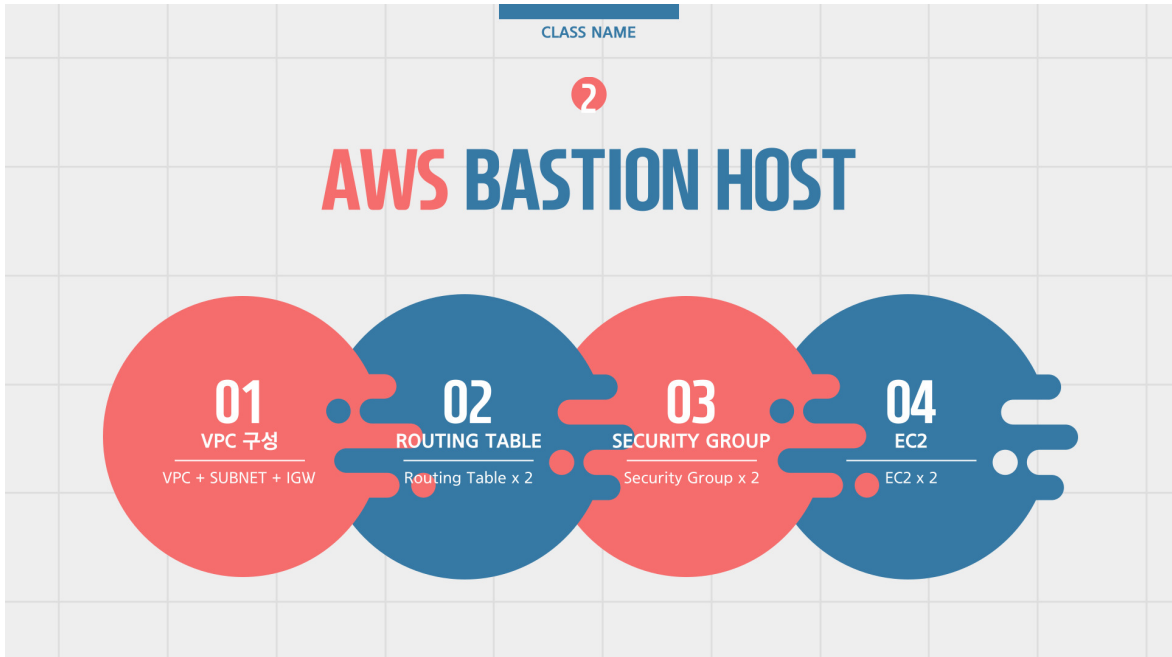 CLASS NAME
2
AWS BASTION HOST
01
VPC 구성
VPC + SUBNET + IGW
02
ROUTING TABLE
Routing Table x 2
03
SECURITY GROUP
Security Group x 2
04
EC2
EC2 x 2